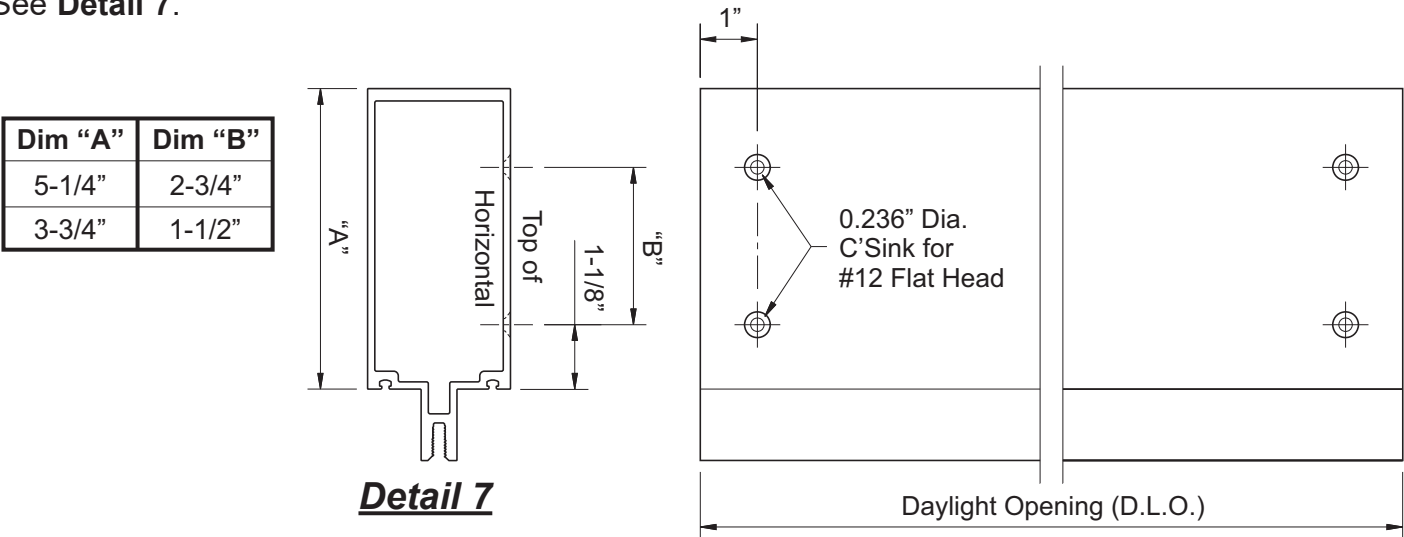 See Detail 7.
Dim “A” Dim “B”
5-1/4” 2-3/4”
3-3/4” 1-1/2”
“A”
Top of
Horizontal
1-1/8”
“B”
Detail 7
1”
0.236” Dia.
C’Sink for
#12 Flat Head
Daylight Opening (D.L.O.)